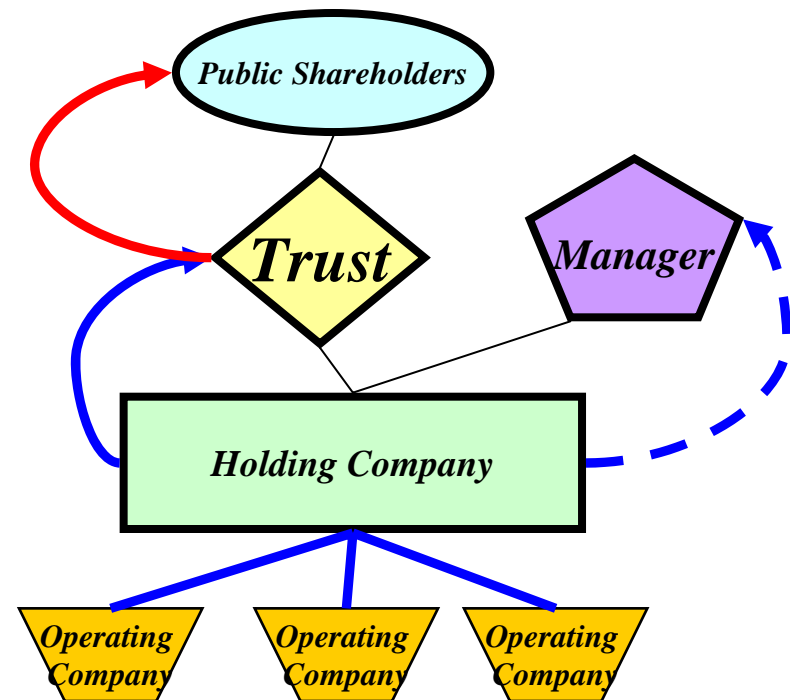 Public Shareholders
Trust
Manager
Holding Company
Operating
Company
Operating
Company
Operating
Company